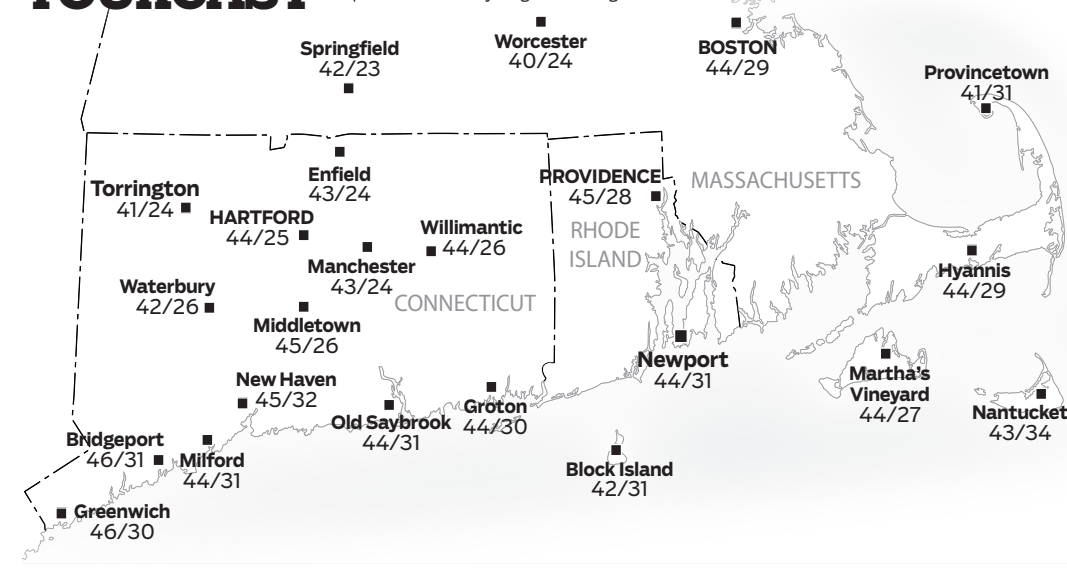 Springfield
42/23
Worcester
40/24
BOSTON
44/29
Provincetown
41/31
Enfield
43/24
Torrington
41/24
PROVIDENCE
45/28
MASSACHUSETTS
HARTFORD
44/25
Willimantic
44/26
RHODE
ISLAND
Manchester
43/24
Hyannis
44/29
Waterbury
42/26
CONNECTICUT
Middletown
45/26
Newport
44/31
Martha's
Vineyard
44/27
New Haven
45/32
Old Saybrook
44/31
Groton
44/30
Nantucket
43/34
Bridgeport
46/31
Milford
44/31
Block Island
42/31
Greenwich
46/30